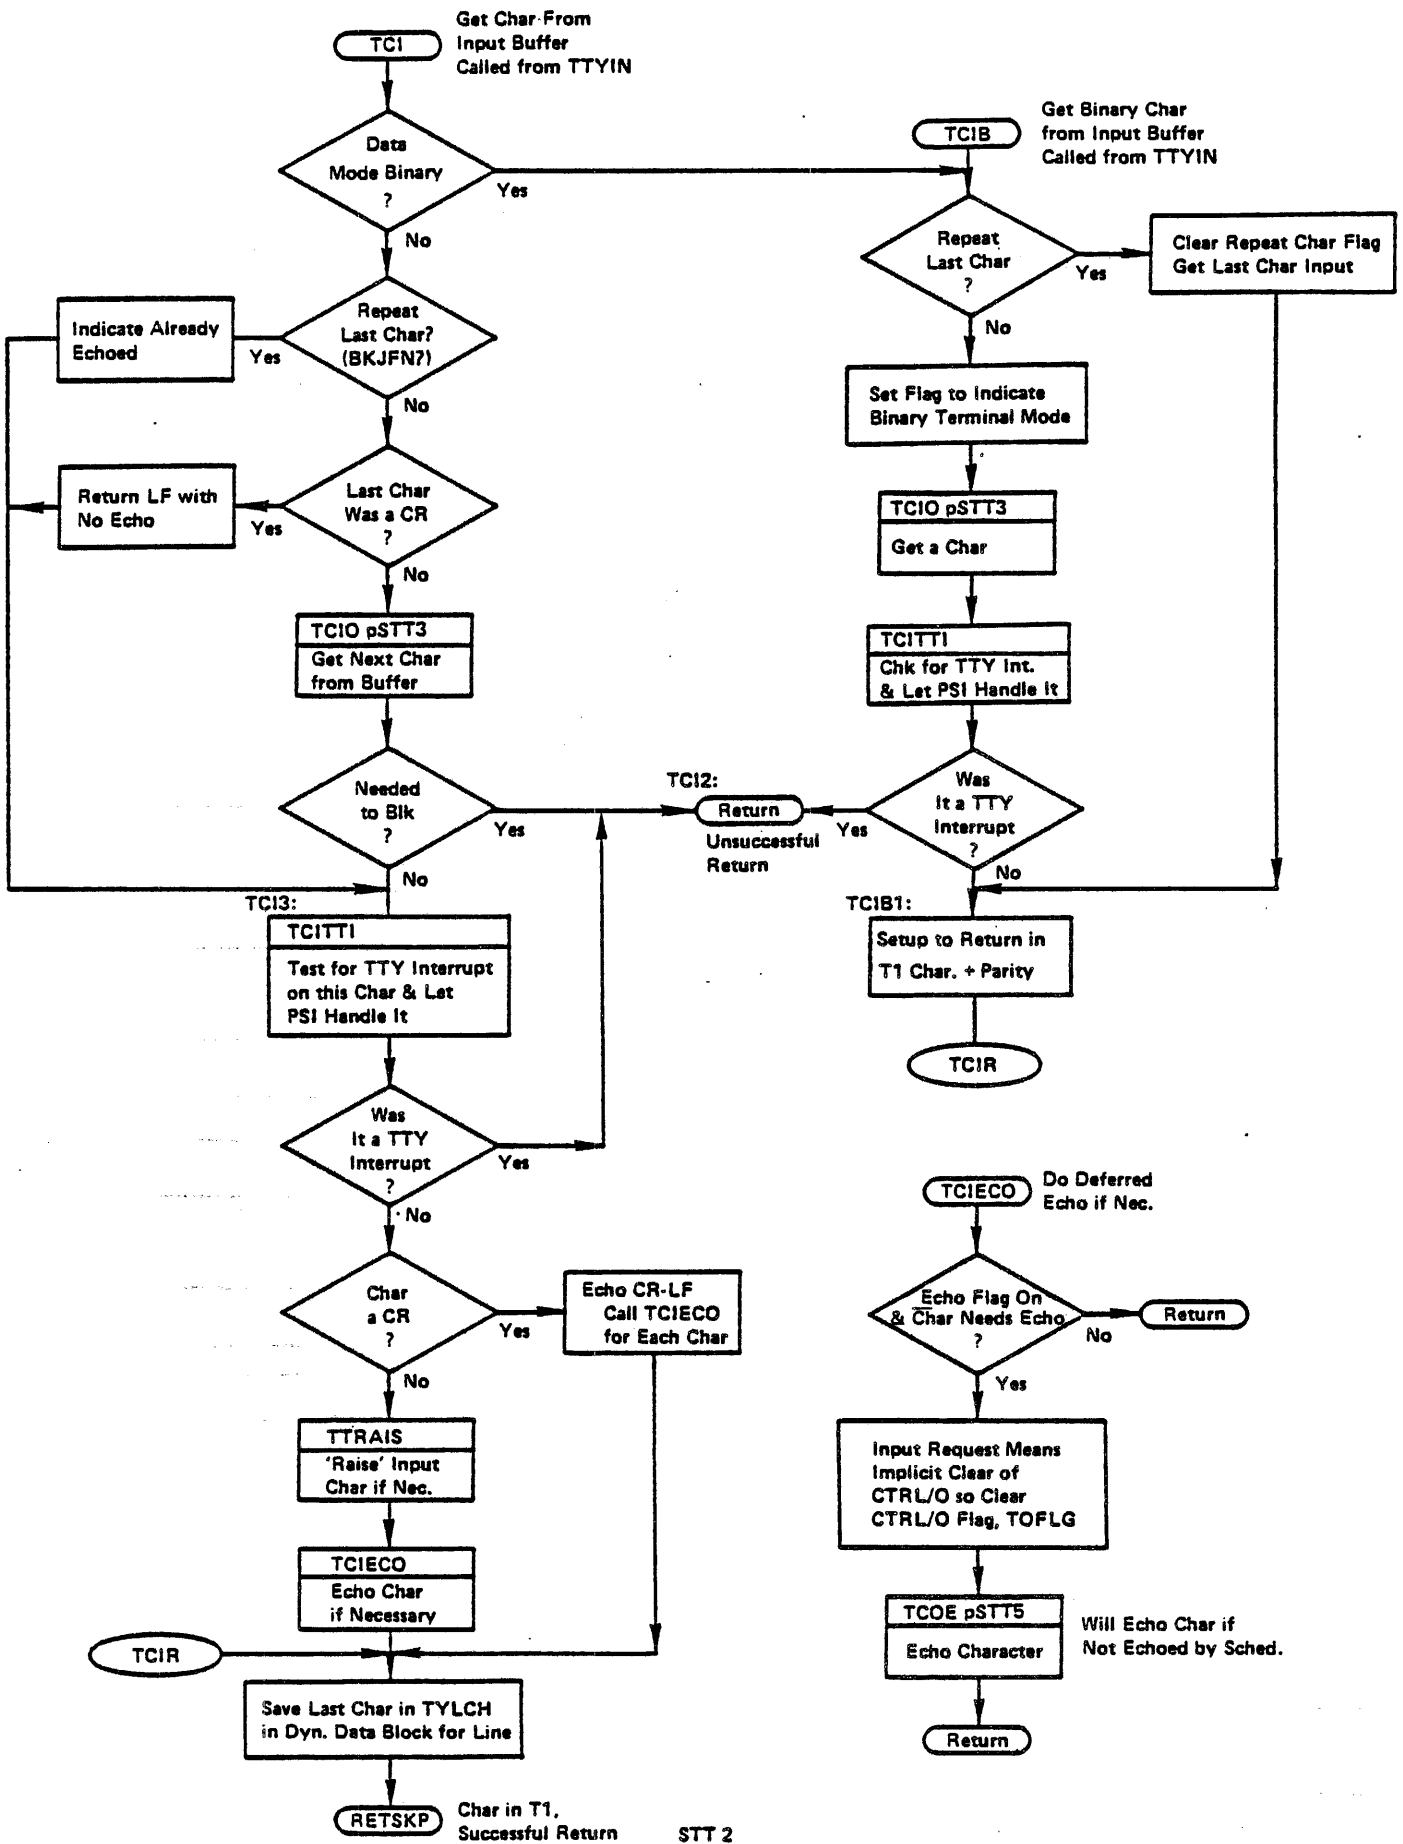 TCI
Get Char From
Input Buffer
Called from TTYIN
Data
Mode Binary
?
Yes
No
Repeat
Last Char?
(BKJFN?)
Yes
No
Indicate Already
Echoed
Last Char
Was a CR
?
Yes
No
Return LF with
No Echo
TCIO pSTT3
Get Next Char
from Buffer
Needed
to Blk
?
Yes
No
TCI2:
Return
Unsuccessful
Return
TCI3:
TCITTI
Test for TTY Interrupt
on this Char & Let
PSI Handle It
Was
It a TTY
Interrupt
?
Yes
No
Char
a CR
?
Yes
No
Echo CR-LF
Call TCIECO
for Each Char
TTRAIS
'Raise' Input
Char if Nec.
TCIECO
Echo Char
if Necessary
TCIR
Save Last Char in TYLCH
in Dyn. Data Block for Line
RETSKP
Char in T1,
Successful Return
TCIB
Get Binary Char
from Input Buffer
Called from TTYIN
Repeat
Last Char
?
Yes
No
Clear Repeat Char Flag
Get Last Char Input
Set Flag to Indicate
Binary Terminal Mode
TCIO pSTT3
Get a Char
TCITTI
Chk for TTY Int.
& Let PSI Handle It
Was
It a TTY
Interrupt
?
Yes
No
TCIB1:
Setup to Return in
T1 Char. + Parity
TCIR
TCIECO
Do Deferred
Echo if Nec.
Echo Flag On
& Char Needs Echo
?
No
Return
Yes
Input Request Means
Implicit Clear of
CTRL/O so Clear
CTRL/O Flag, TOFLG
TCOE pSTT5
Echo Character
Will Echo Char if
Not Echoed by Sched.
Return
STT 2